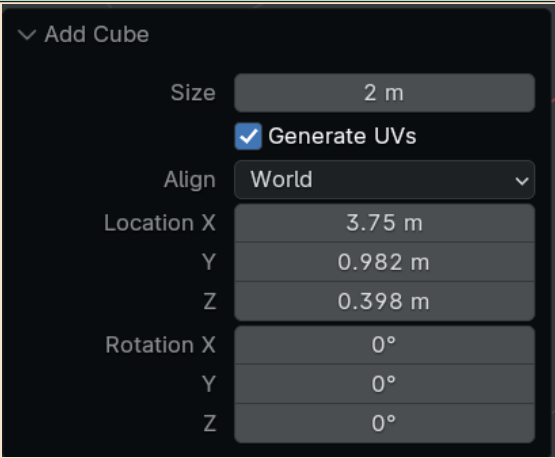 Add Cube
Size 2 m
Generate UVs
Align World
Location X 3.75 m
Y 0.982 m
Z 0.398 m
Rotation X 0°
Y 0°
Z 0°